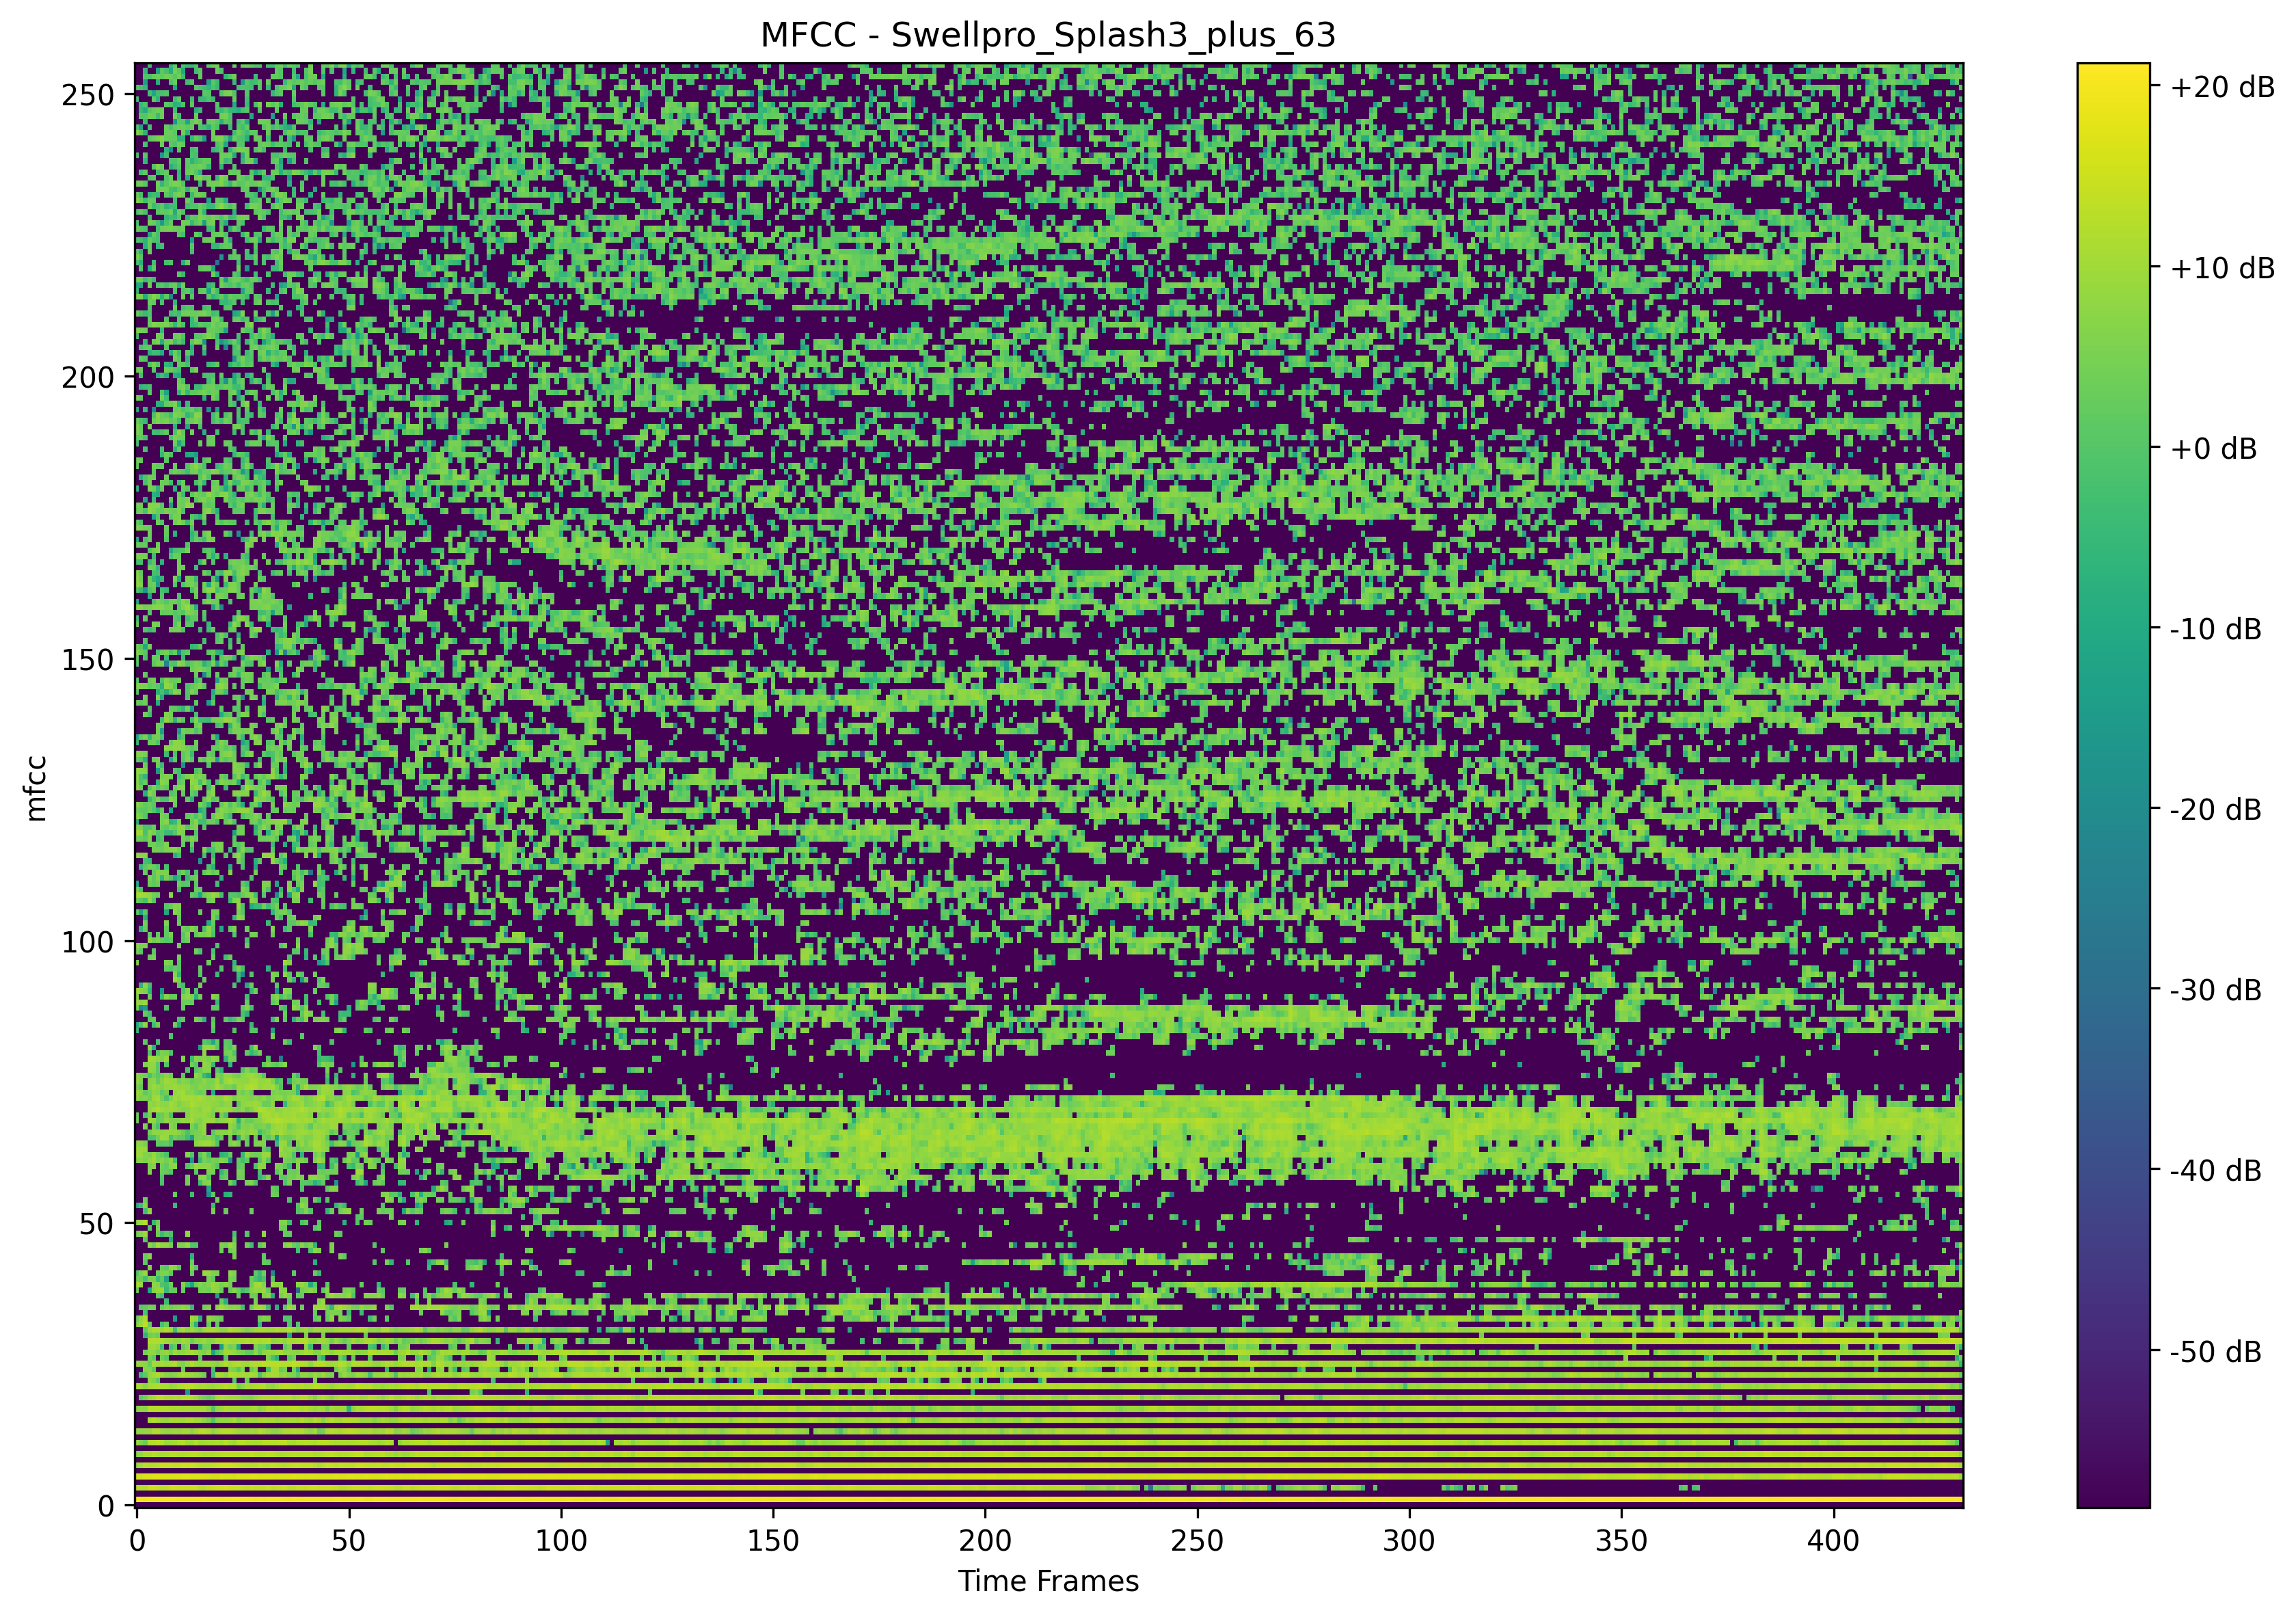 MFCC - Swellpro_Splash3_plus_63
250
200
150
100
50
0
mfcc
0 50 100 150 200 250 300 350 400
Time Frames
+20 dB
+10 dB
+0 dB
-10 dB
-20 dB
-30 dB
-40 dB
-50 dB